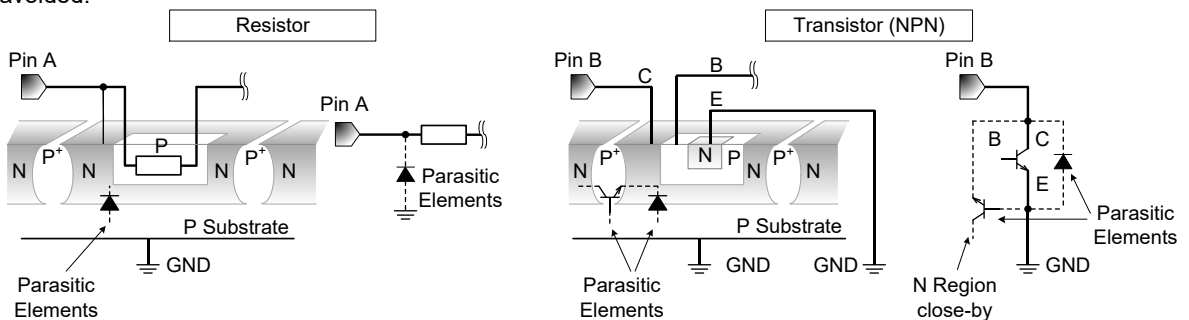 avoided.
Resistor
Transistor (NPN)
Pin A
Pin A
N
P+
N
P
N
P+
N
Parasitic
Elements
P Substrate
GND
Parasitic
Elements
Pin B
C
B
E
N
P+
N
N
P
P+
N
N
P Substrate
GND
GND
Parasitic
Elements
Pin B
B
C
E
Parasitic
Elements
GND
N Region
close-by